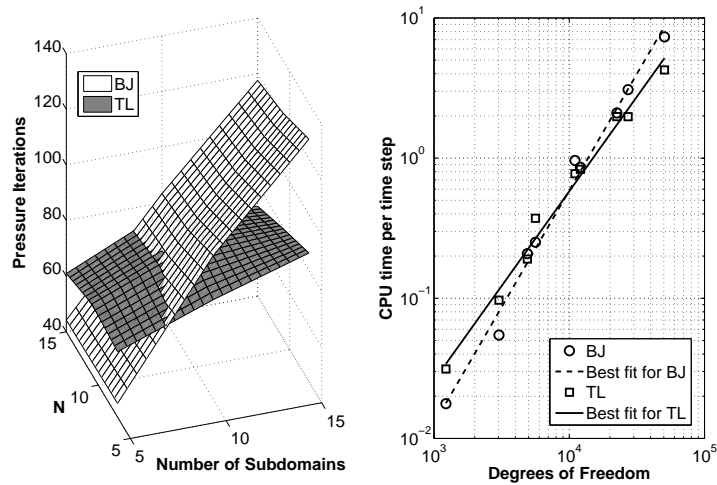 140
120
100
80
60
40
Pressure Iterations
BJ
TL
15
10
5
N
5
10
15
Number of Subdomains
10^1
10^0
10^-1
10^-2
CPU time per time step
BJ
Best fit for BJ
TL
Best fit for TL
10^3
10^4
10^5
Degrees of Freedom